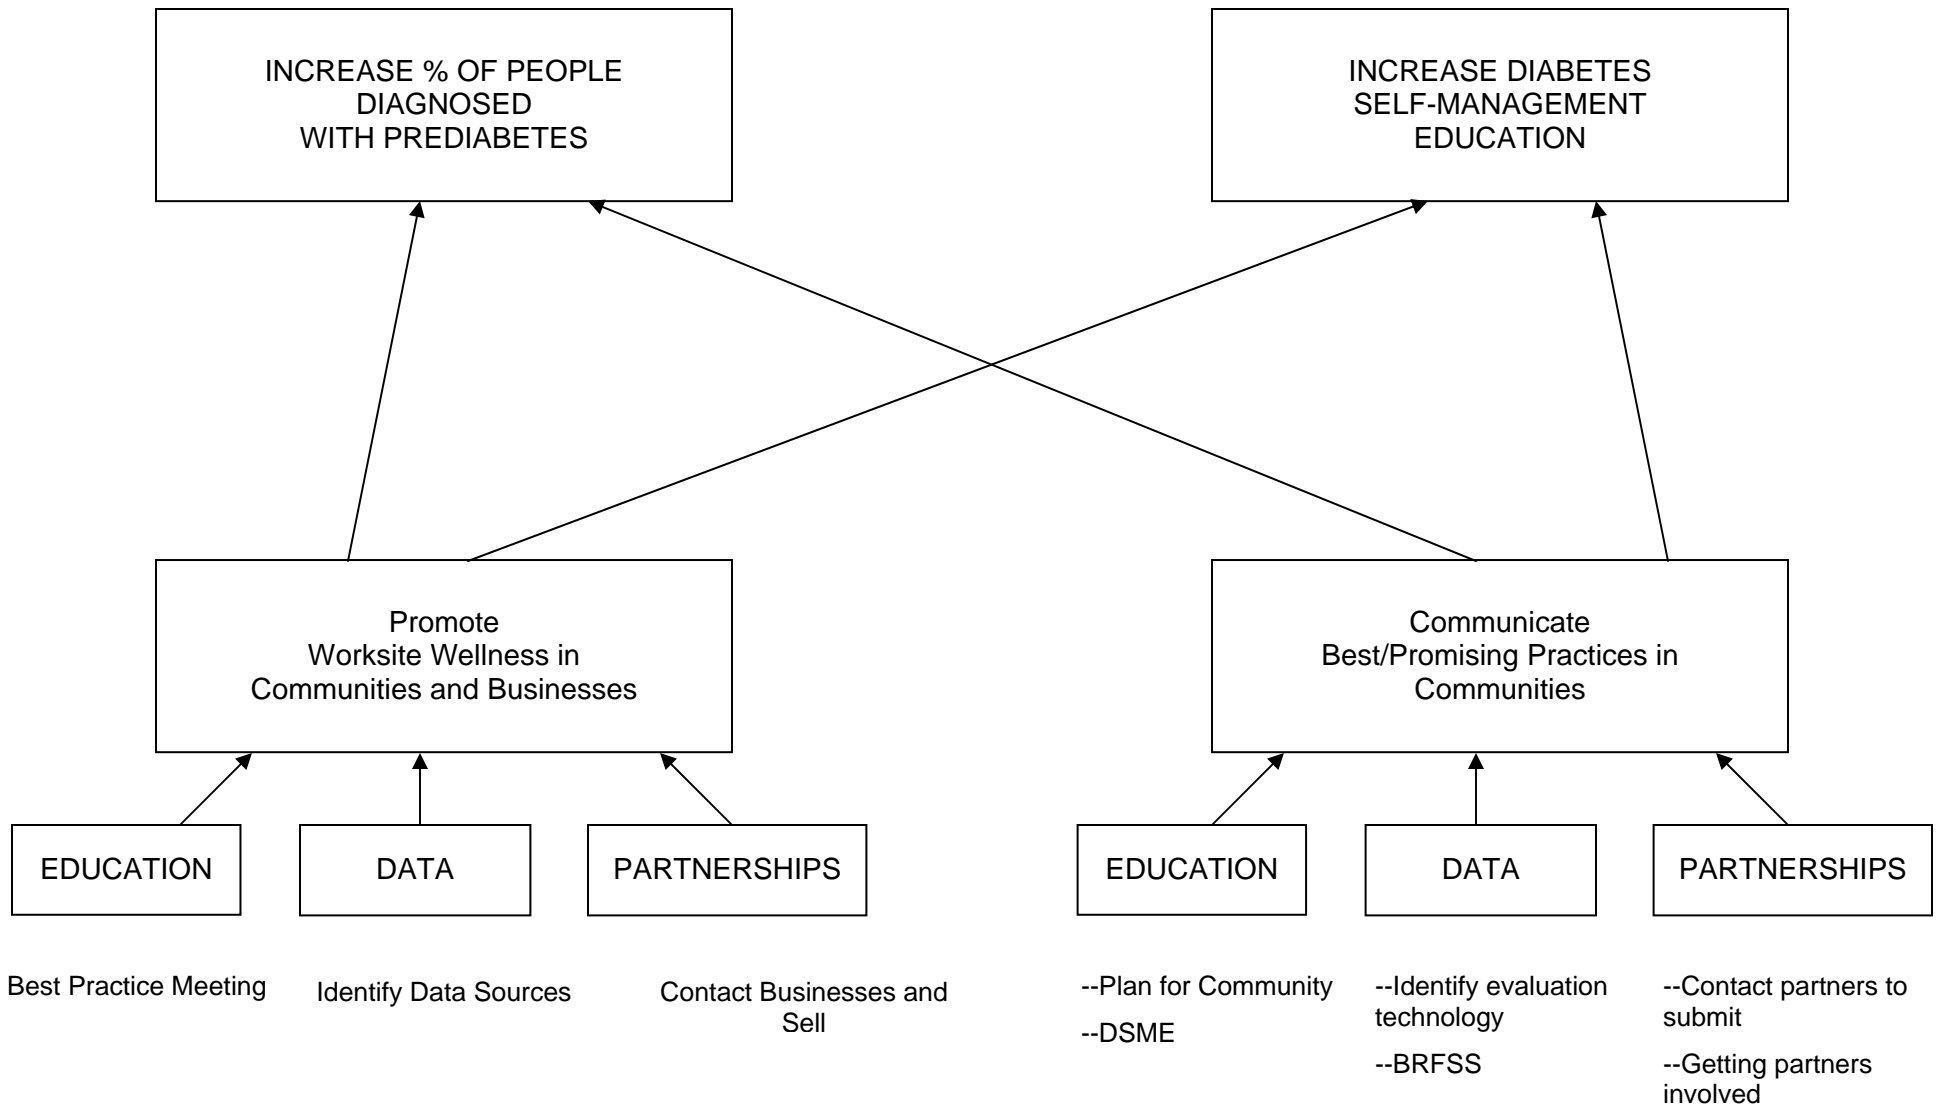 INCREASE % OF PEOPLE
DIAGNOSED
WITH PREDIABETES
INCREASE DIABETES
SELF-MANAGEMENT
EDUCATION
Promote
Worksite Wellness in
Communities and Businesses
Communicate
Best/Promising Practices in
Communities
EDUCATION
DATA
PARTNERSHIPS
EDUCATION
DATA
PARTNERSHIPS
Best Practice Meeting
Identify Data Sources
Contact Businesses and
Sell
--Plan for Community
--DSME
--Identify evaluation
technology
--BRFSS
--Contact partners to
submit
--Getting partners
involved